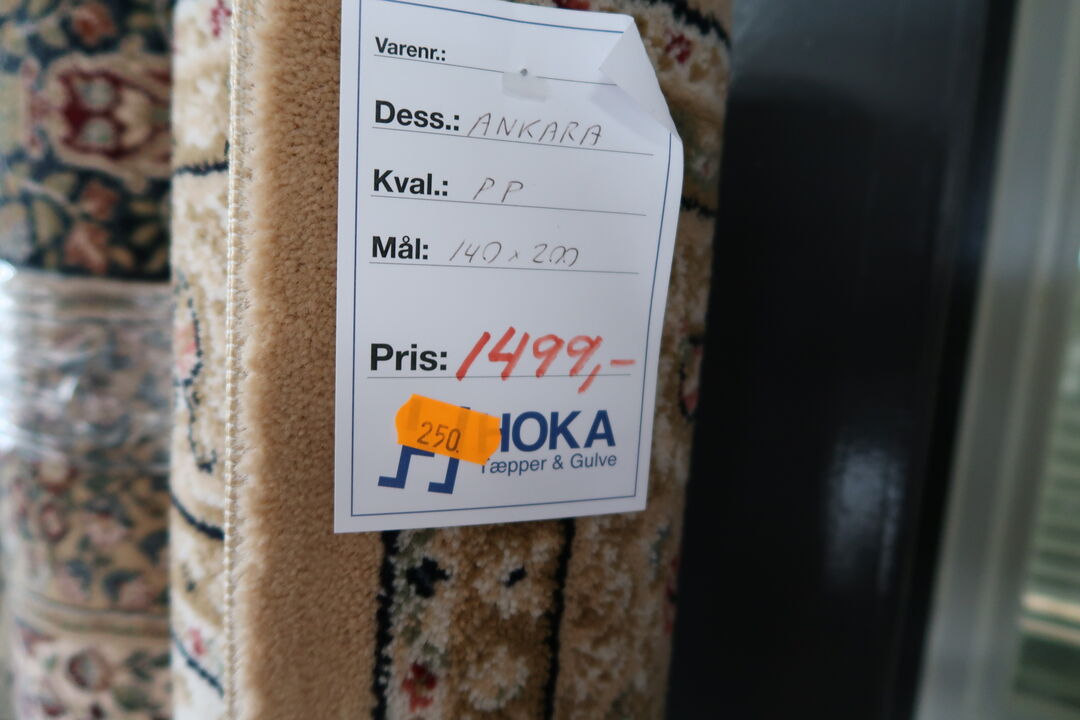 Varenr.:
Dess.: ANKARA
Kval.: PP
Mål: 140 x 200
Pris: 1499,-
250.
HOKA
Tæpper & Gulve